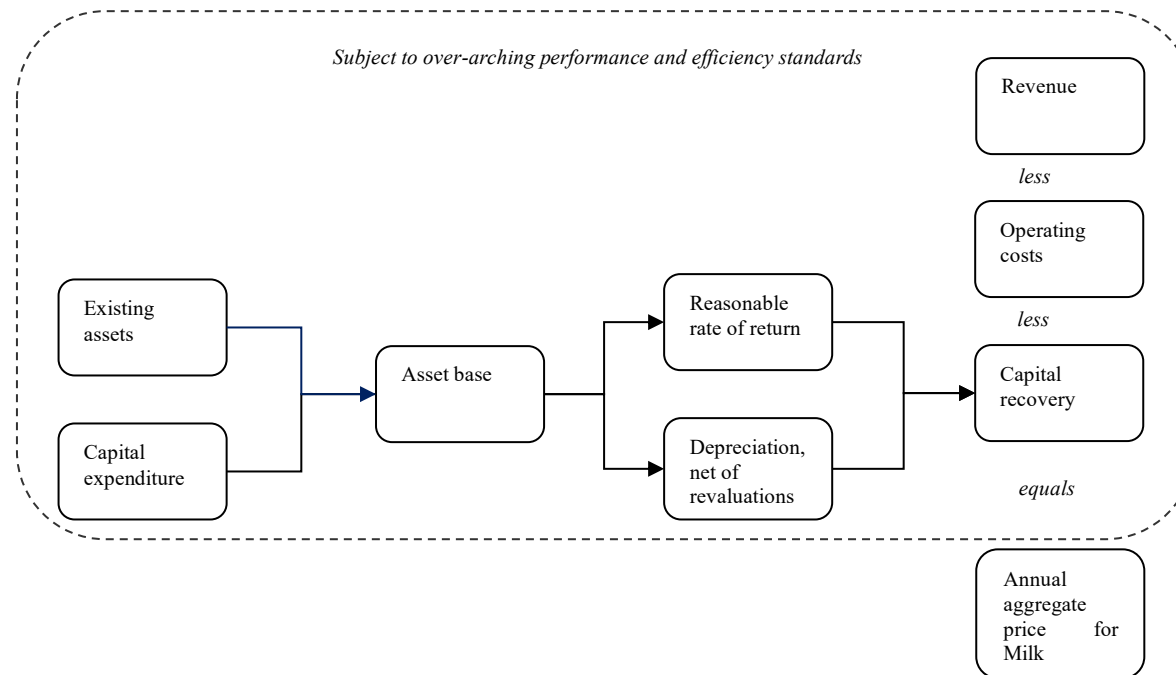 Subject to over-arching performance and efficiency standards
Revenue
less
Operating
costs
less
Existing
assets
Reasonable
rate of return
Asset base
Capital
recovery
Capital
expenditure
Depreciation,
net of
revaluations
equals
Annual
aggregate
price for
Milk